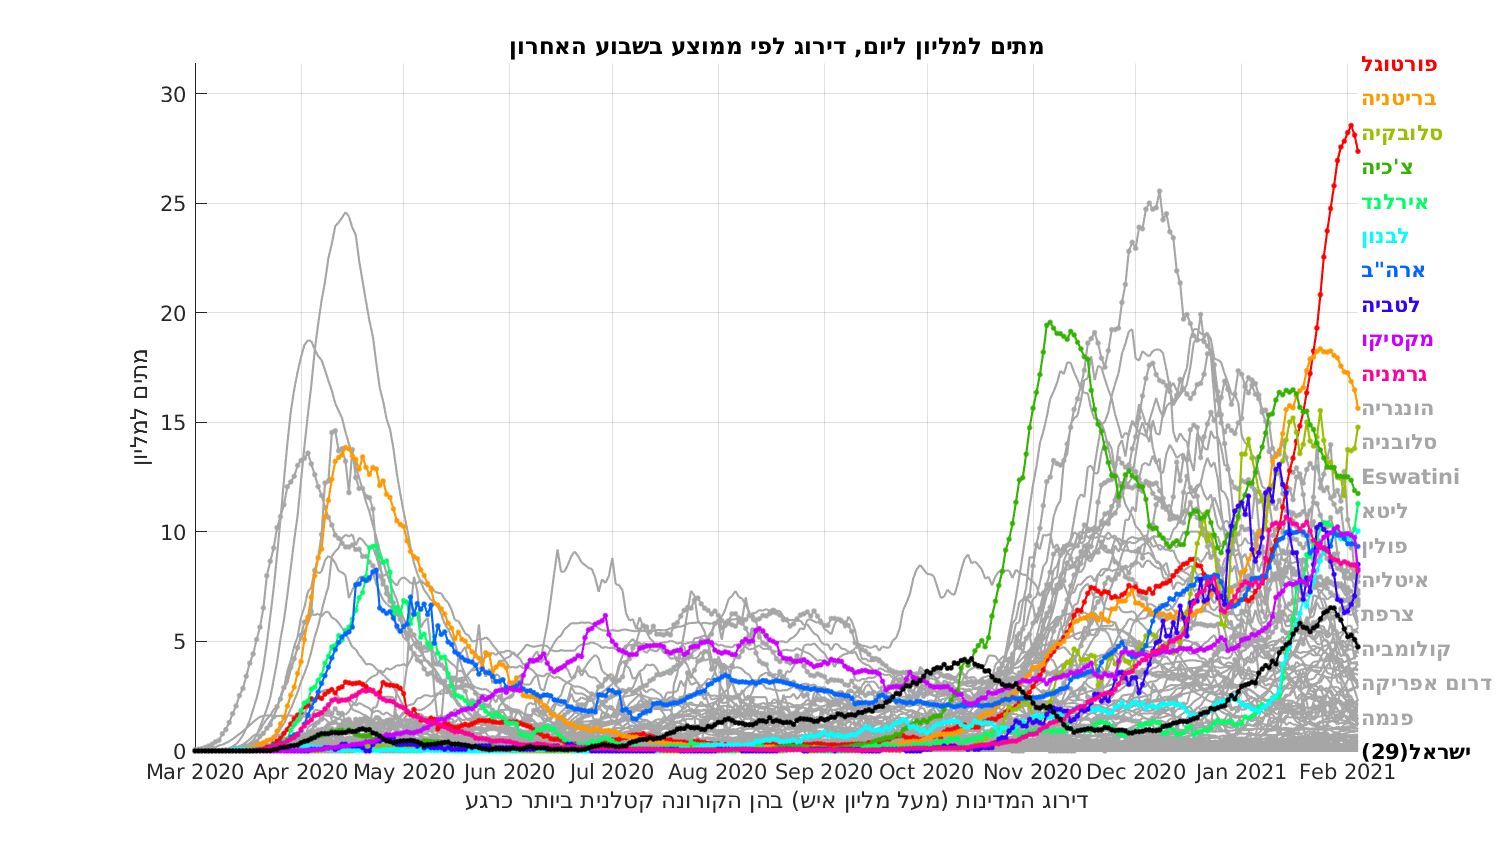 מתים למליון ליום, דירוג לפי ממוצע בשבוע האחרון
מתים למליון
30
25
20
15
10
5
0
Mar 2020 Apr 2020 May 2020 Jun 2020 Jul 2020 Aug 2020 Sep 2020 Oct 2020 Nov 2020 Dec 2020 Jan 2021 Feb 2021
דירוג המדינות (מעל מליון איש) בהן הקורונה קטלנית ביותר כרגע
פורטוגל
בריטניה
סלובקיה
צ'כיה
אירלנד
לבנון
ארה"ב
לטביה
מקסיקו
גרמניה
הונגריה
סלובניה
Eswatini
ליטא
פולין
איטליה
צרפת
קולומביה
דרום אפריקה
פנמה
ישראל(29)